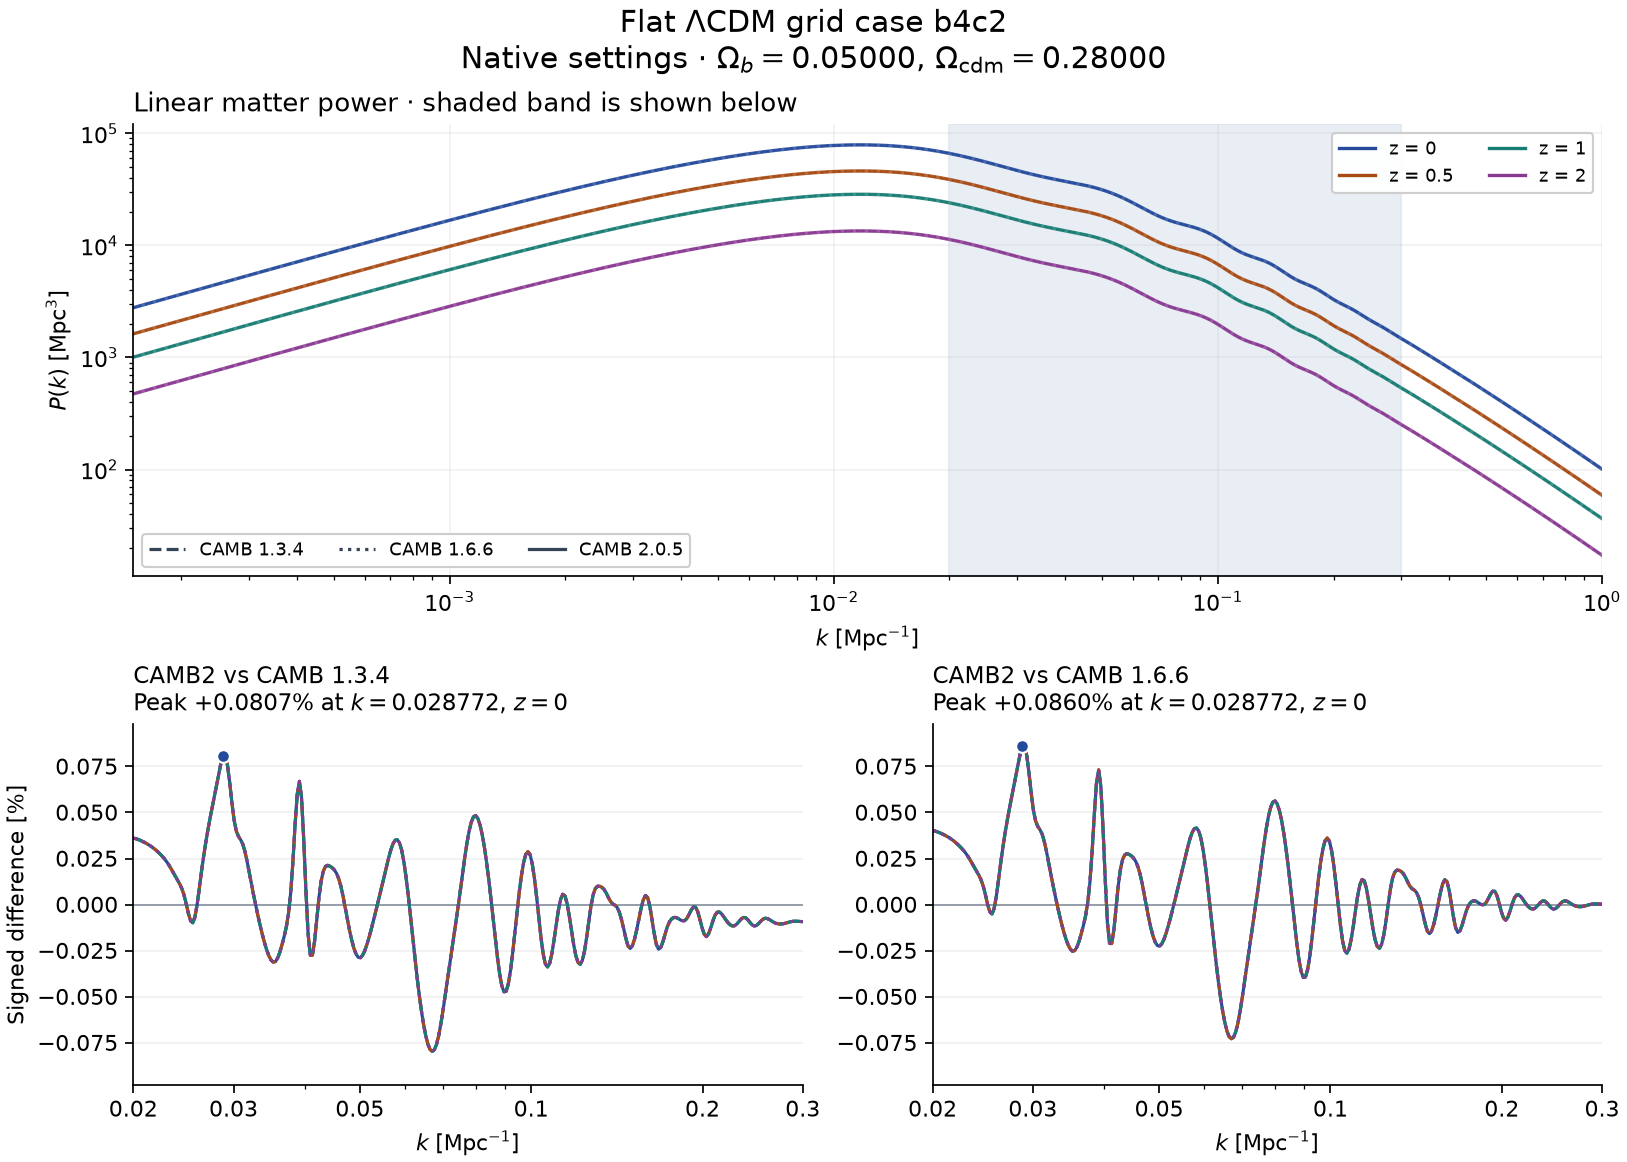 Flat ΛCDM grid case b4c2
Native settings · Ω_b = 0.05000, Ω_cdm = 0.28000
Linear matter power · shaded band is shown below
10^5
10^4
10^3
10^2
P(k) [Mpc^3]
z = 0
z = 0.5
z = 1
z = 2
CAMB 1.3.4
CAMB 1.6.6
CAMB 2.0.5
10^−3
10^−2
10^−1
10^0
k [Mpc^−1]
CAMB2 vs CAMB 1.3.4
Peak +0.0807% at k = 0.028772, z = 0
Signed difference [%]
0.075
0.050
0.025
0.000
−0.025
−0.050
−0.075
0.02
0.03
0.05
0.1
0.2
0.3
k [Mpc^−1]
CAMB2 vs CAMB 1.6.6
Peak +0.0860% at k = 0.028772, z = 0
0.075
0.050
0.025
0.000
−0.025
−0.050
−0.075
0.02
0.03
0.05
0.1
0.2
0.3
k [Mpc^−1]